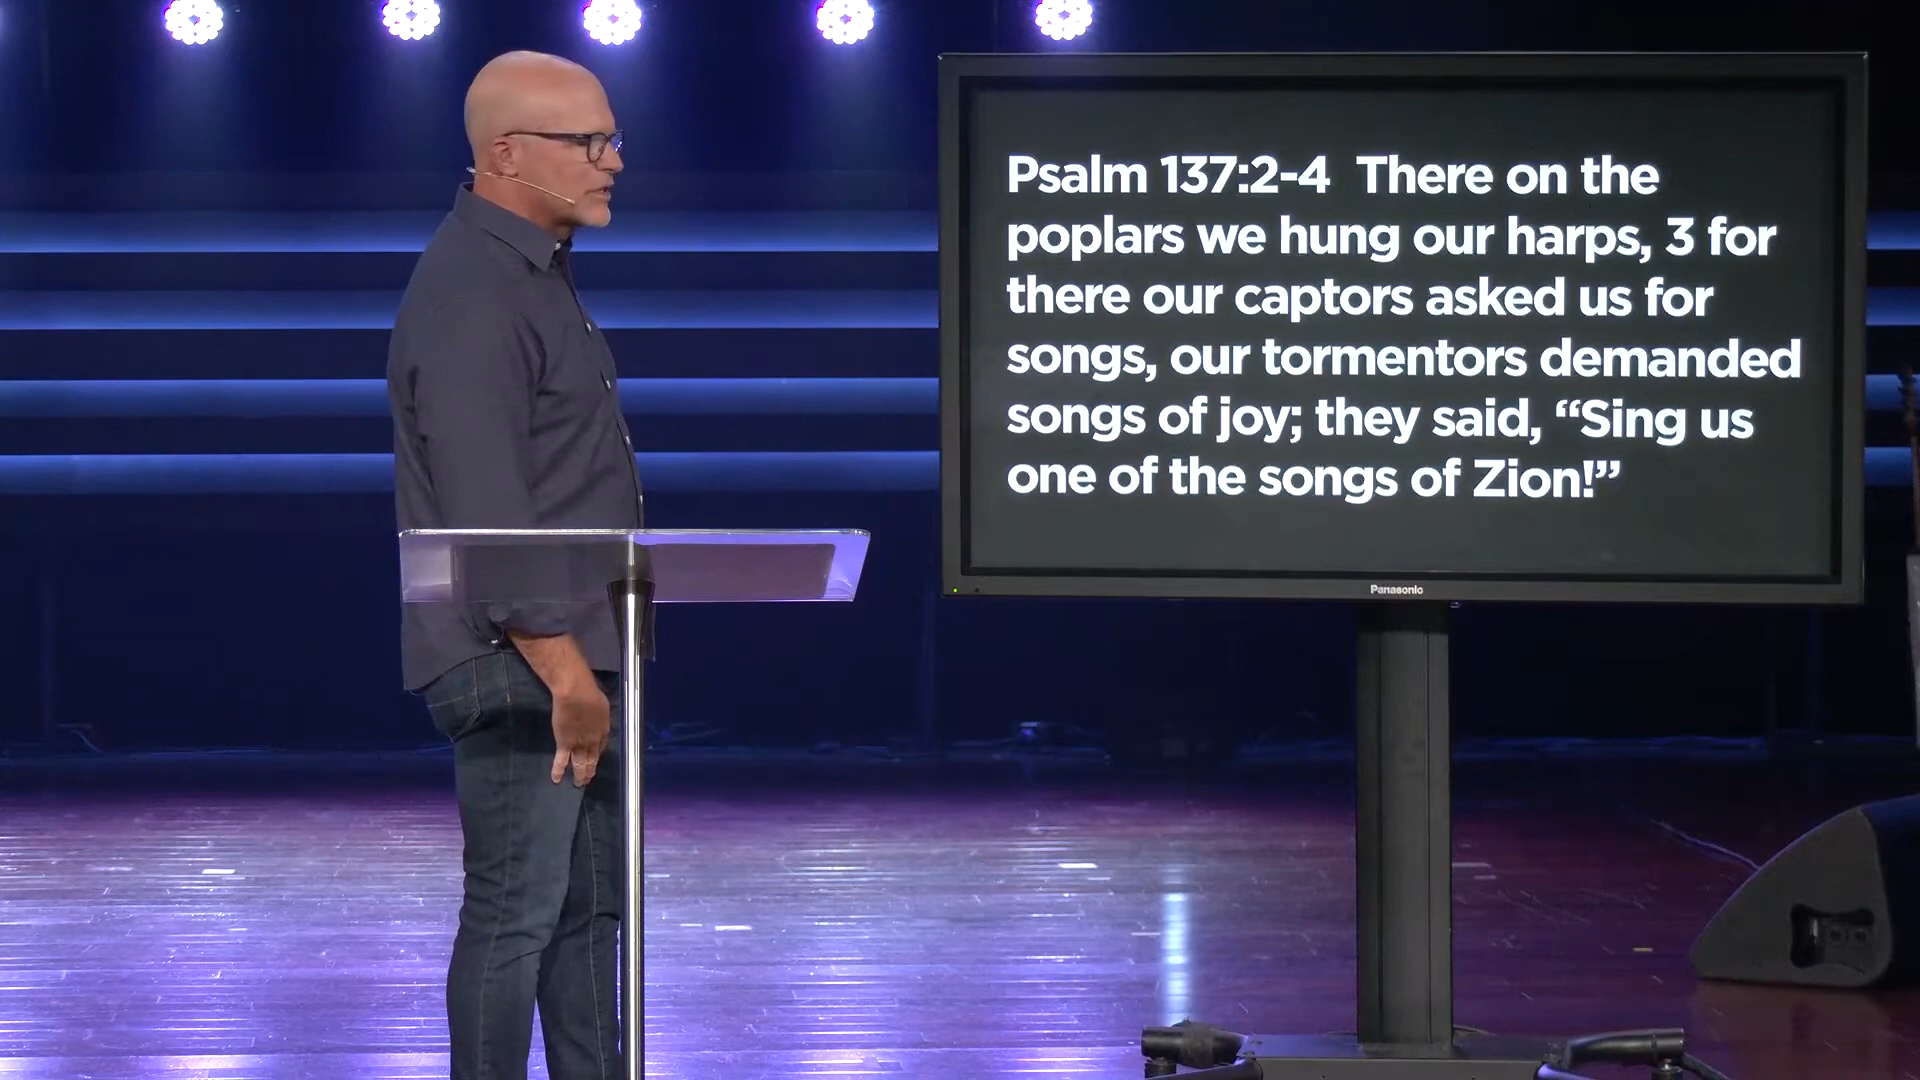 Psalm 137:2-4  There on the
poplars we hung our harps, 3 for
there our captors asked us for
songs, our tormentors demanded
songs of joy; they said, “Sing us
one of the songs of Zion!”
Panasonic